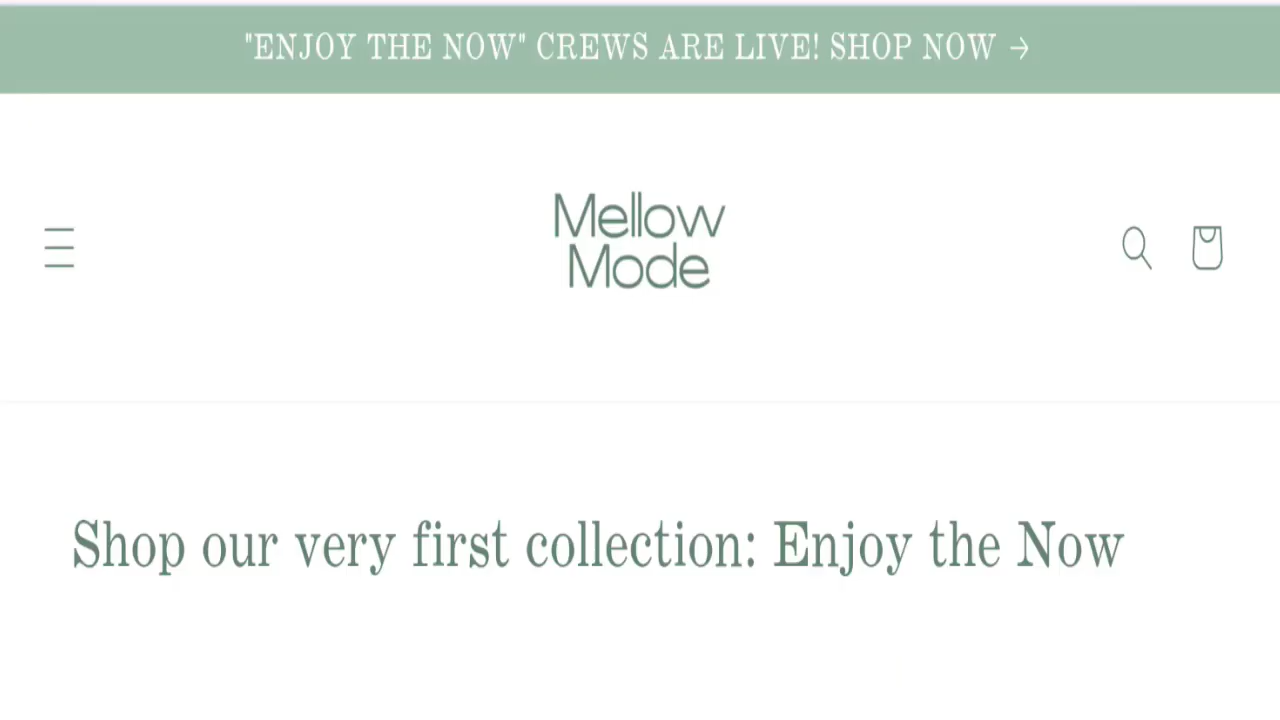 "ENJOY THE NOW" CREWS ARE LIVE! SHOP NOW →
Mellow
Mode
Shop our very first collection: Enjoy the Now